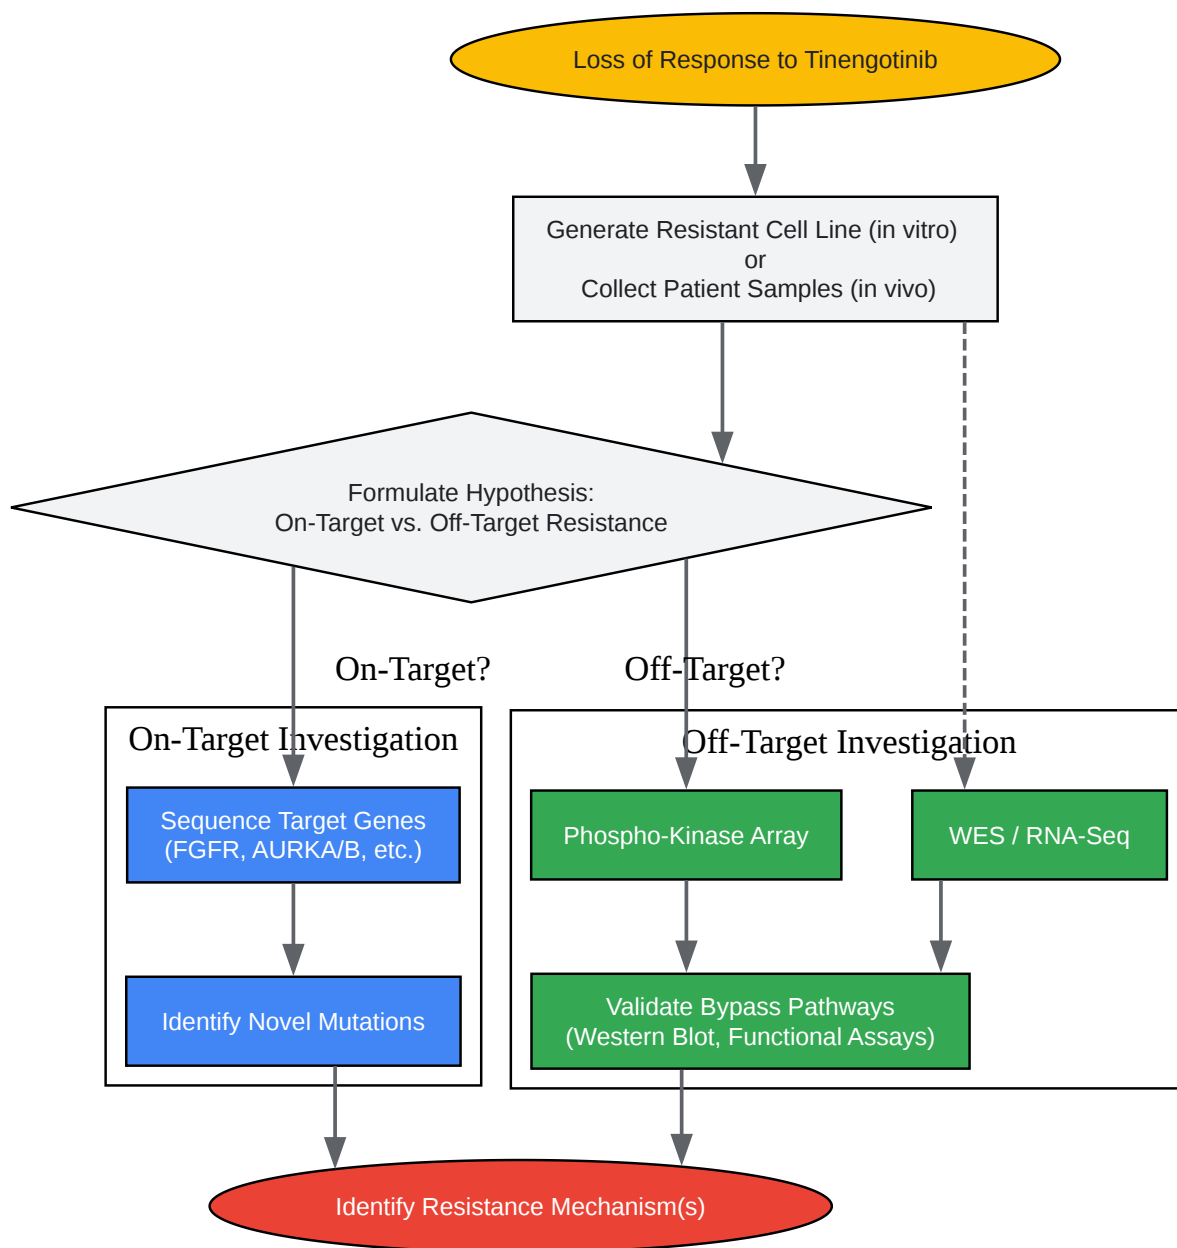 Loss of Response to Tinengotinib
Generate Resistant Cell Line (in vitro)
or
Collect Patient Samples (in vivo)
Formulate Hypothesis:
On-Target vs. Off-Target Resistance
On-Target?
Off-Target?
On-Target Investigation
Off-Target Investigation
Sequence Target Genes
(FGFR, AURKA/B, etc.)
Phospho-Kinase Array
WES / RNA-Seq
Identify Novel Mutations
Validate Bypass Pathways
(Western Blot, Functional Assays)
Identify Resistance Mechanism(s)